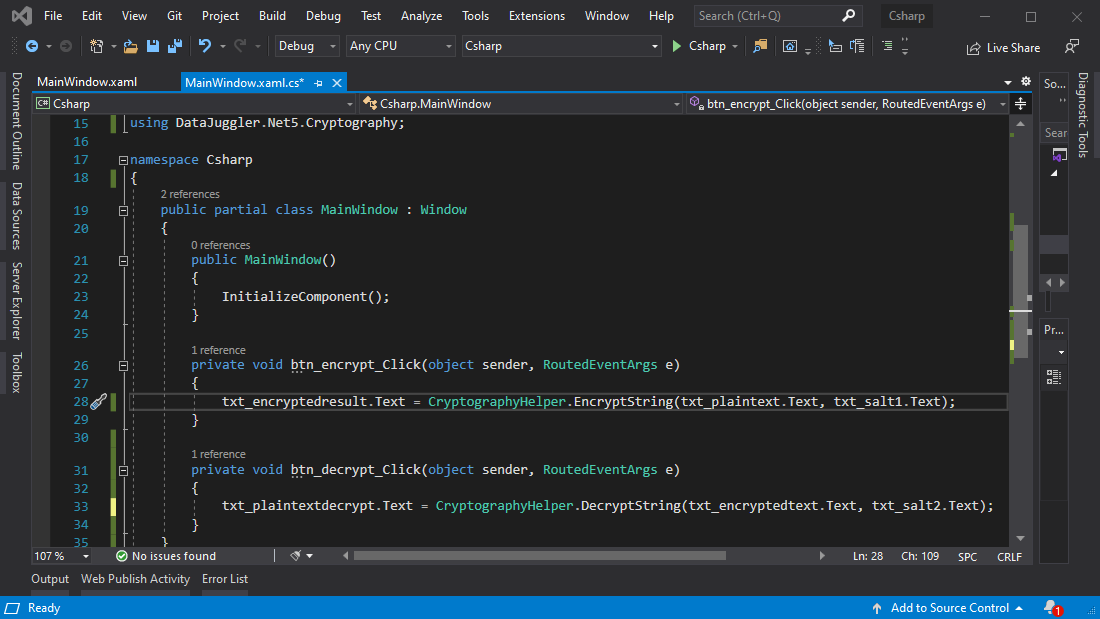 File Edit View Git Project Build Debug Test Analyze Tools Extensions Window Help Search (Ctrl+Q) Csharp
Debug Any CPU Csharp Csharp Live Share
MainWindow.xaml MainWindow.xaml.cs*
Csharp Csharp.MainWindow btn_encrypt_Click(object sender, RoutedEventArgs e)
Document Outline
Data Sources
Server Explorer
Toolbox
15 using DataJuggler.Net5.Cryptography;
16
17 namespace Csharp
18 {
2 references
19 public partial class MainWindow : Window
20 {
0 references
21 public MainWindow()
22 {
23 InitializeComponent();
24 }
25
1 reference
26 private void btn_encrypt_Click(object sender, RoutedEventArgs e)
27 {
28 txt_encryptedresult.Text = CryptographyHelper.EncryptString(txt_plaintext.Text, txt_salt1.Text);
29 }
30
1 reference
31 private void btn_decrypt_Click(object sender, RoutedEventArgs e)
32 {
33 txt_plaintextdecrypt.Text = CryptographyHelper.DecryptString(txt_encryptedtext.Text, txt_salt2.Text);
34 }
35 }
So...
Sear
Pr...
Diagnostic Tools
107 % No issues found Ln: 28 Ch: 109 SPC CRLF
Output Web Publish Activity Error List
Ready Add to Source Control 1